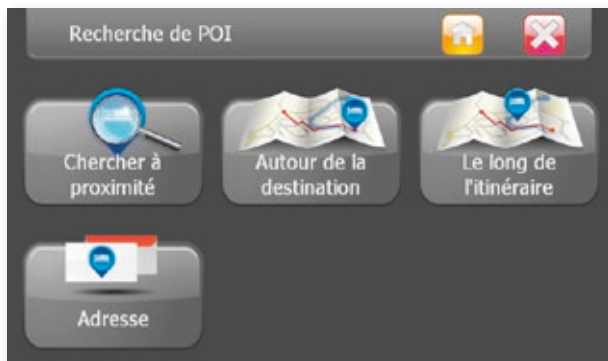 Recherche de POI
Chercher à
proximité
Autour de la
destination
Le long de
l'itinéraire
Adresse